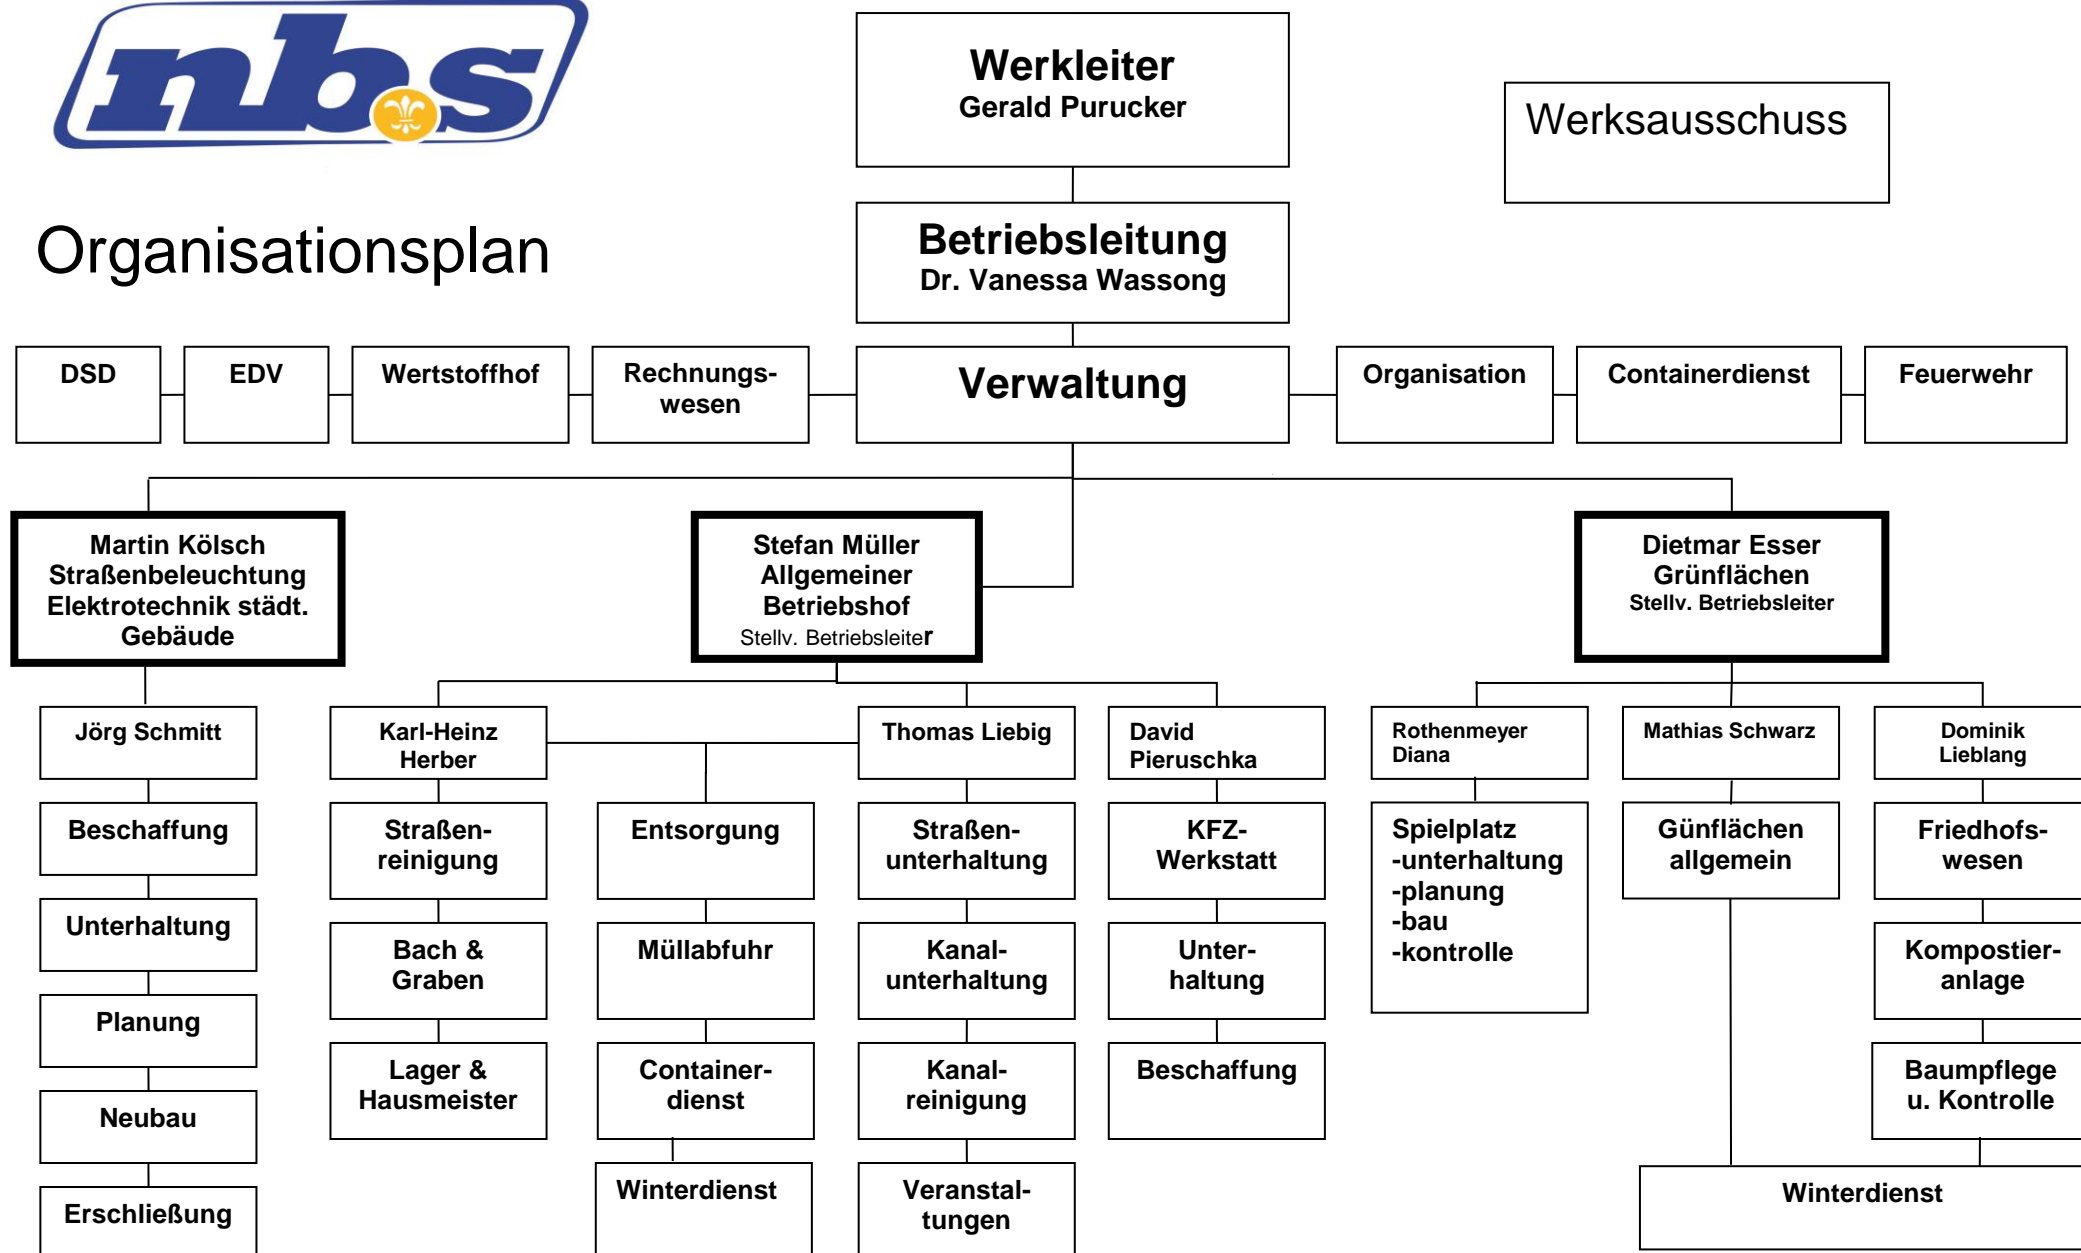 nbs
Werkleiter
Gerald Purucker
Werksausschuss
Organisationsplan
Betriebsleitung
Dr. Vanessa Wassong
DSD
EDV
Wertstoffhof
Rechnungs-
wesen
Verwaltung
Organisation
Containerdienst
Feuerwehr
Martin Kölsch
Straßenbeleuchtung
Elektrotechnik städt.
Gebäude
Stefan Müller
Allgemeiner
Betriebshof
Stellv. Betriebsleiter
Dietmar Esser
Grünflächen
Stellv. Betriebsleiter
Jörg Schmitt
Beschaffung
Unterhaltung
Planung
Neubau
Erschließung
Karl-Heinz
Herber
Straßen-
reinigung
Bach &
Graben
Lager &
Hausmeister
Entsorgung
Müllabfuhr
Container-
dienst
Winterdienst
Thomas Liebig
Straßen-
unterhaltung
Kanal-
unterhaltung
Kanal-
reinigung
Veranstal-
tungen
David
Pieruschka
KFZ-
Werkstatt
Unter-
haltung
Beschaffung
Rothenmeyer
Diana
Spielplatz
-unterhaltung
-planung
-bau
-kontrolle
Mathias Schwarz
Günflächen
allgemein
Dominik
Lieblang
Friedhofs-
wesen
Kompostier-
anlage
Baumpflege
u. Kontrolle
Winterdienst